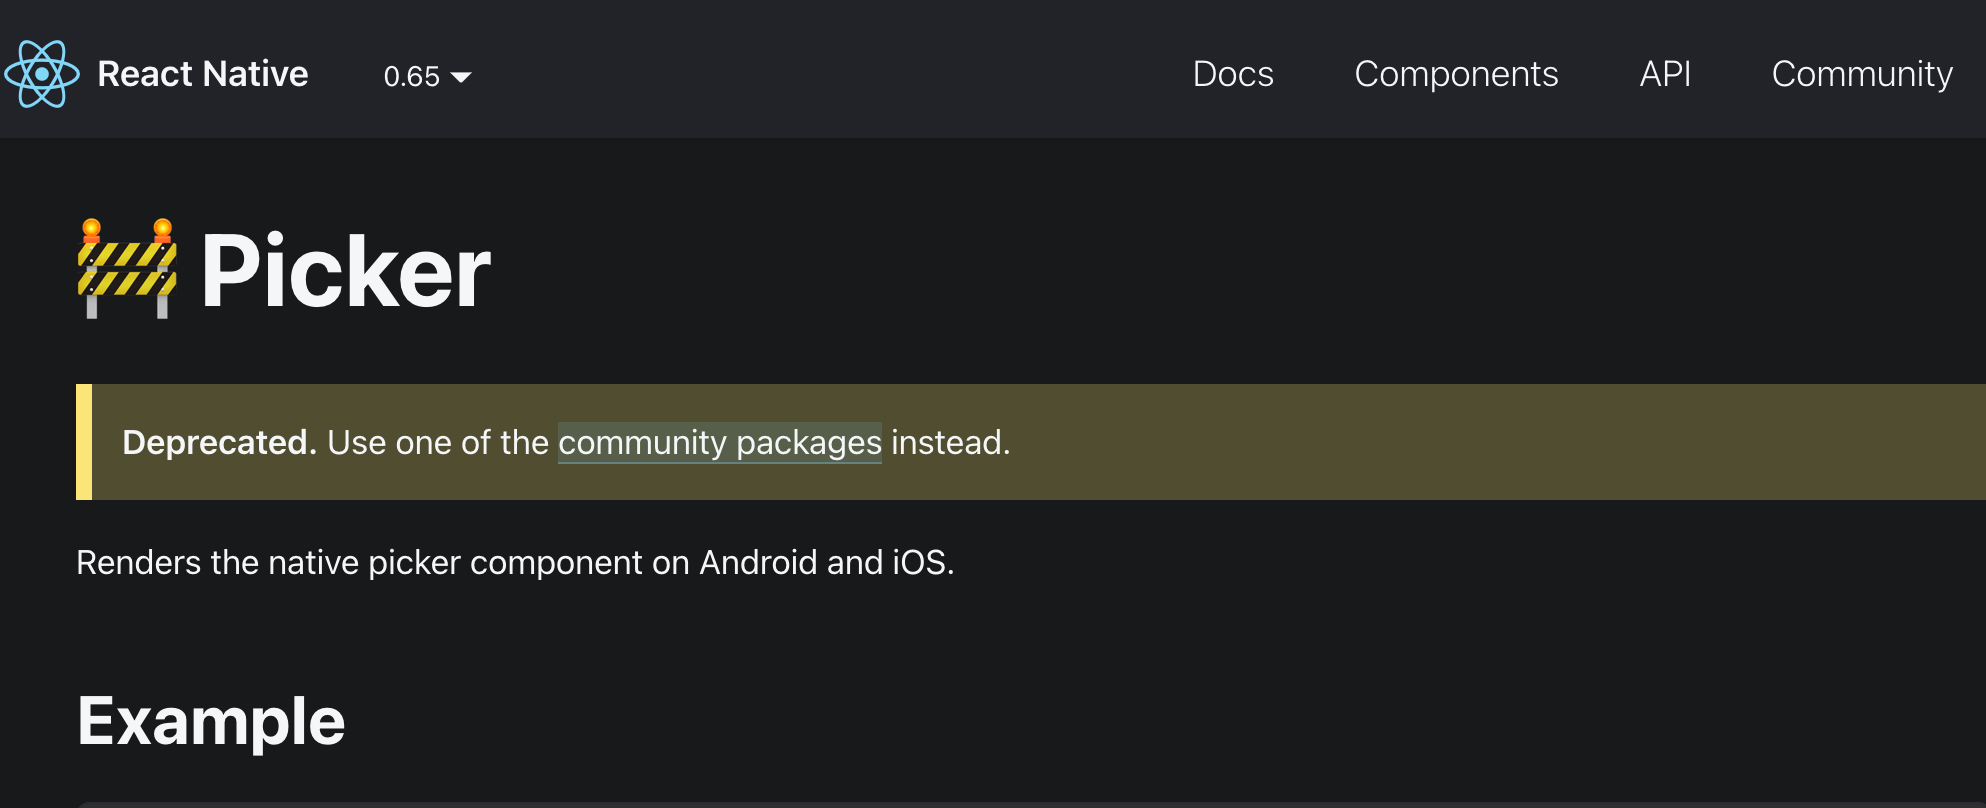 React Native 0.65 Docs Components API Community
🚧 Picker
Deprecated. Use one of the community packages instead.
Renders the native picker component on Android and iOS.
Example